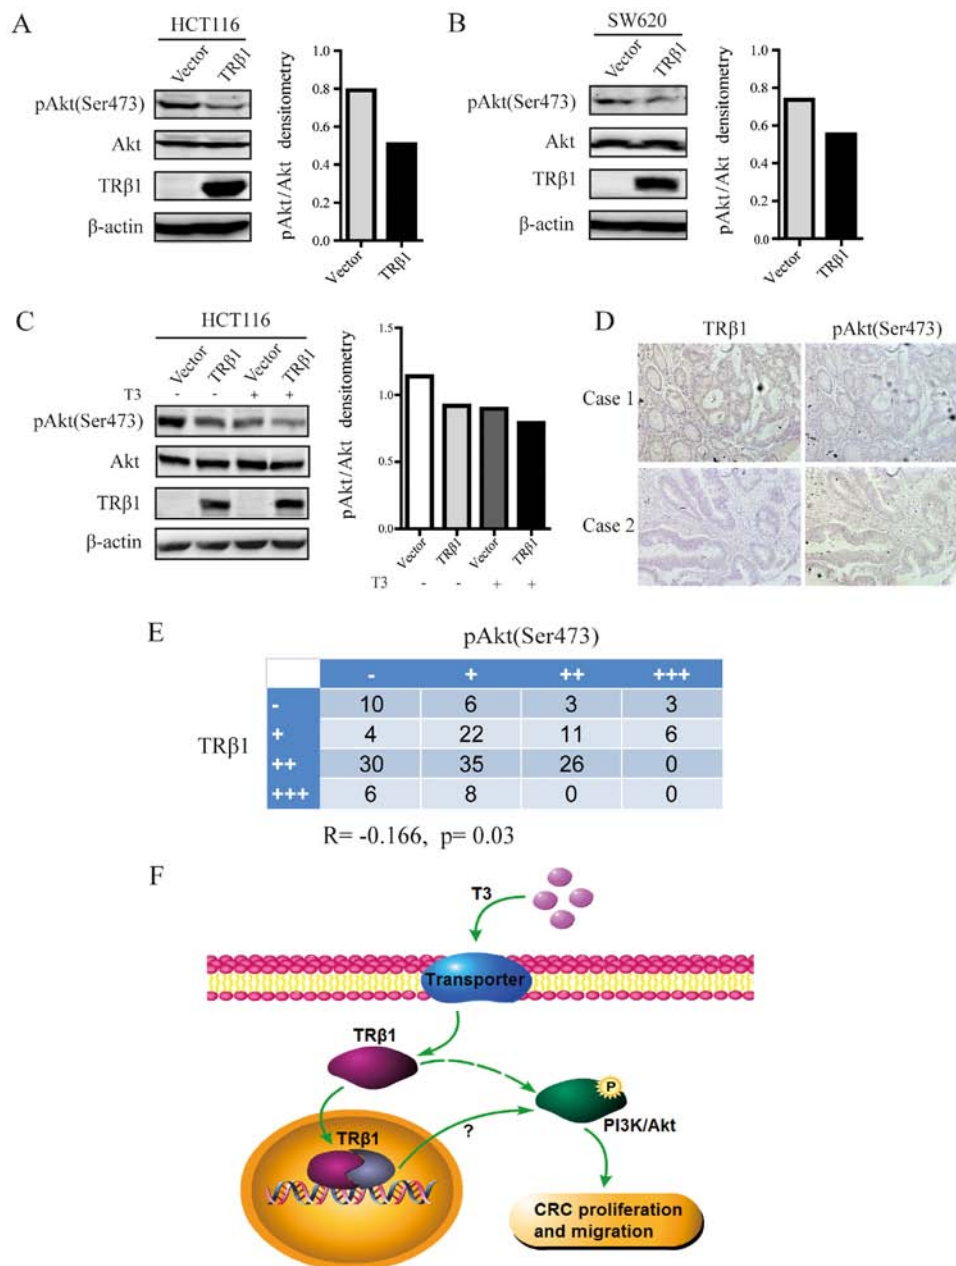 A
HCT116
Vector
TRβ1
pAkt(Ser473)
Akt
TRβ1
β-actin
pAkt/Akt densitometry
1.0
0.8
0.6
0.4
0.2
0.0
Vector
TRβ1
B
SW620
Vector
TRβ1
pAkt(Ser473)
Akt
TRβ1
β-actin
pAkt/Akt densitometry
1.0
0.8
0.6
0.4
0.2
0.0
Vector
TRβ1
C
HCT116
Vector
TRβ1
Vector
TRβ1
T3 - - + +
pAkt(Ser473)
Akt
TRβ1
β-actin
pAkt/Akt densitometry
1.5
1.0
0.5
0.0
Vector
TRβ1
Vector
TRβ1
T3 - - + +
D
TRβ1 pAkt(Ser473)
Case 1
Case 2
E
pAkt(Ser473)
- + ++ +++
TRβ1
- 10 6 3 3
+ 4 22 11 6
++ 30 35 26 0
+++ 6 8 0 0
R= -0.166, p= 0.03
F
T3
Transporter
TRβ1
P
PI3K/Akt
TRβ1
?
CRC proliferation
and migration